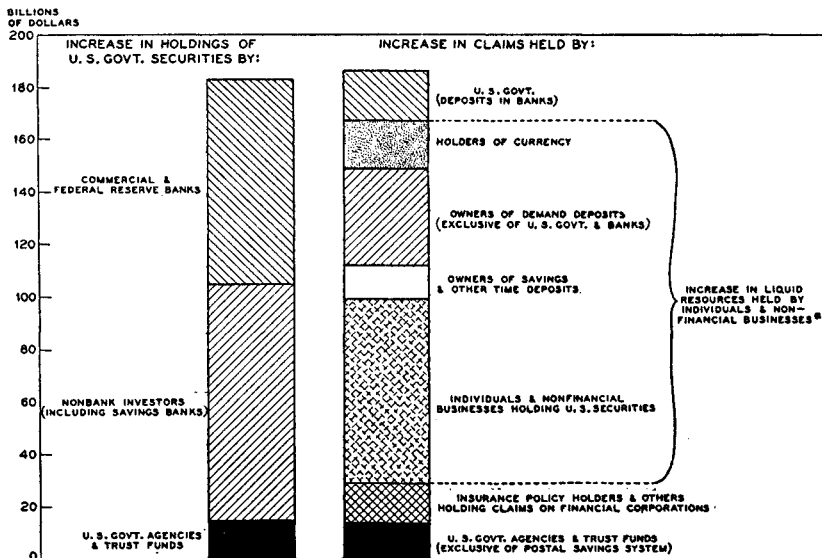 BILLIONS
OF DOLLARS
200
180
160
140
120
100
80
60
40
20
0
INCREASE IN HOLDINGS OF
U. S. GOVT. SECURITIES BY:
COMMERCIAL &
FEDERAL RESERVE BANKS
NONBANK INVESTORS
(INCLUDING SAVINGS BANKS)
U. S. GOVT. AGENCIES
& TRUST FUNDS
INCREASE IN CLAIMS HELD BY:
U. S. GOVT.
(DEPOSITS IN BANKS)
HOLDERS OF CURRENCY
OWNERS OF DEMAND DEPOSITS
(EXCLUSIVE OF U. S. GOVT. & BANKS)
OWNERS OF SAVINGS
& OTHER TIME DEPOSITS
INDIVIDUALS & NONFINANCIAL
BUSINESSES HOLDING U. S. SECURITIES
INSURANCE POLICY HOLDERS & OTHERS
HOLDING CLAIMS ON FINANCIAL CORPORATIONS
U. S. GOVT. AGENCIES & TRUST FUNDS
(EXCLUSIVE OF POSTAL SAVINGS SYSTEM)
INCREASE IN LIQUID
RESOURCES HELD BY
INDIVIDUALS & NON-
FINANCIAL BUSINESSES